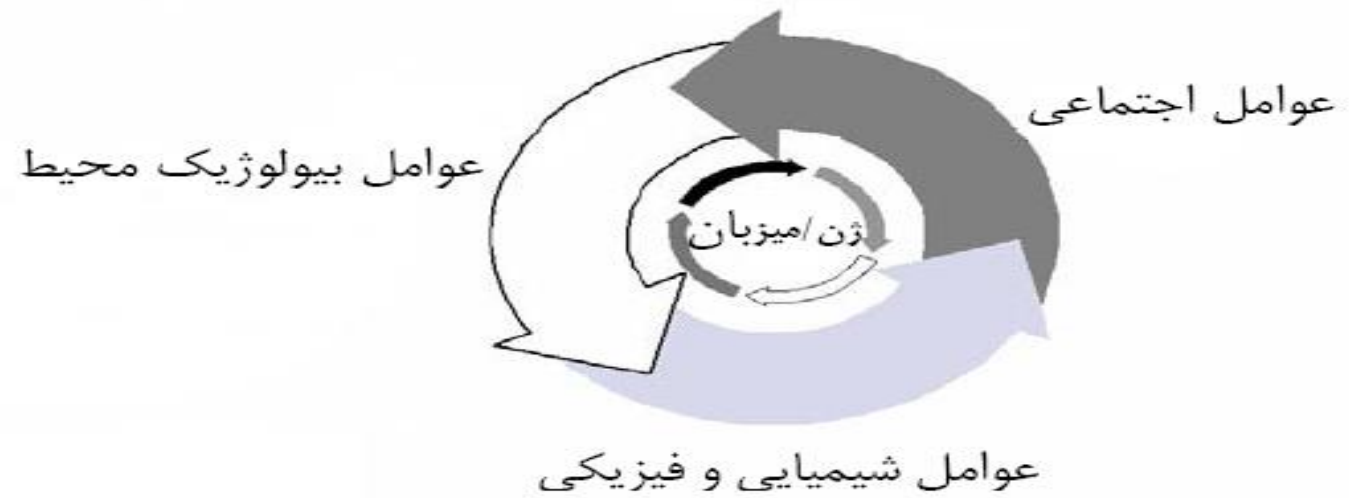 عوامل اجتماعی
عوامل بیولوژیک محیط
ژن/میزبان
عوامل شیمیایی و فیزیکی